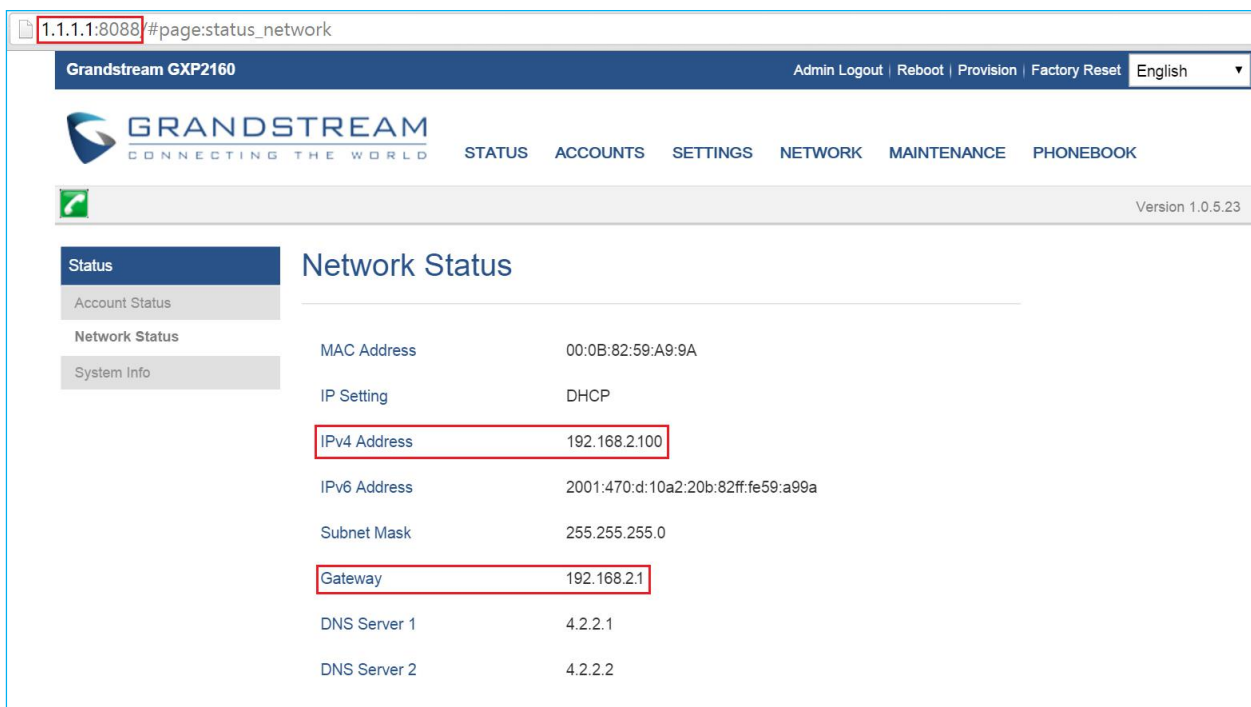 1.1.1.1:8088/#page:status_network
Grandstream GXP2160 Admin Logout | Reboot | Provision | Factory Reset English
GRANDSTREAM
CONNECTING THE WORLD
STATUS ACCOUNTS SETTINGS NETWORK MAINTENANCE PHONEBOOK
Version 1.0.5.23
Status
Account Status
Network Status
System Info
Network Status
MAC Address 00:0B:82:59:A9:9A
IP Setting DHCP
IPv4 Address 192.168.2.100
IPv6 Address 2001:470:d:10a2:20b:82ff:fe59:a99a
Subnet Mask 255.255.255.0
Gateway 192.168.2.1
DNS Server 1 4.2.2.1
DNS Server 2 4.2.2.2